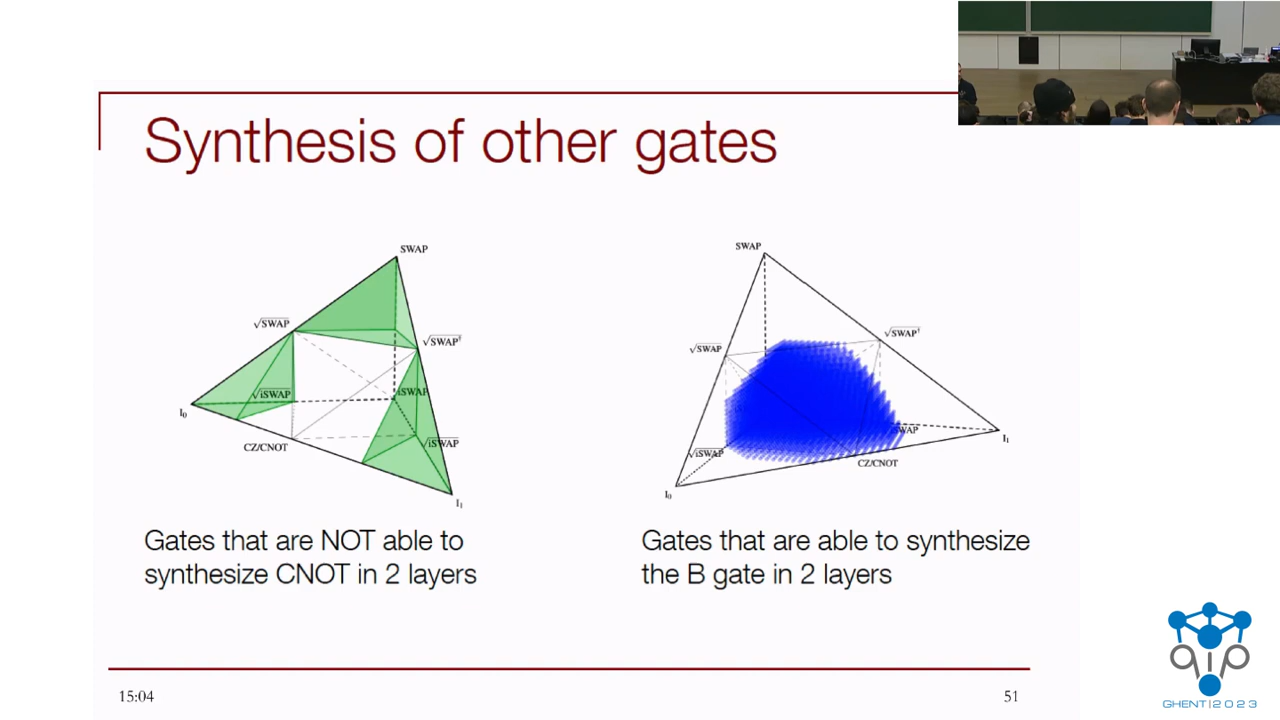 Synthesis of other gates
SWAP
√SWAP
√SWAP†
√iSWAP
iSWAP
I₀
CZ/CNOT
√iSWAP
I₁
SWAP
√SWAP
√SWAP†
√iSWAP
WAP
I₀
CZ/CNOT
I₁
Gates that are NOT able to
synthesize CNOT in 2 layers
Gates that are able to synthesize
the B gate in 2 layers
15:04
51
qip
GHENT|2023